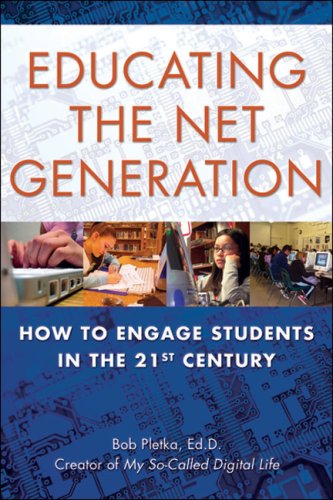 EDUCATING
THE NET
GENERATION
HOW TO ENGAGE STUDENTS
IN THE 21ST CENTURY
Bob Pletka, Ed.D.
Creator of My So-Called Digital Life